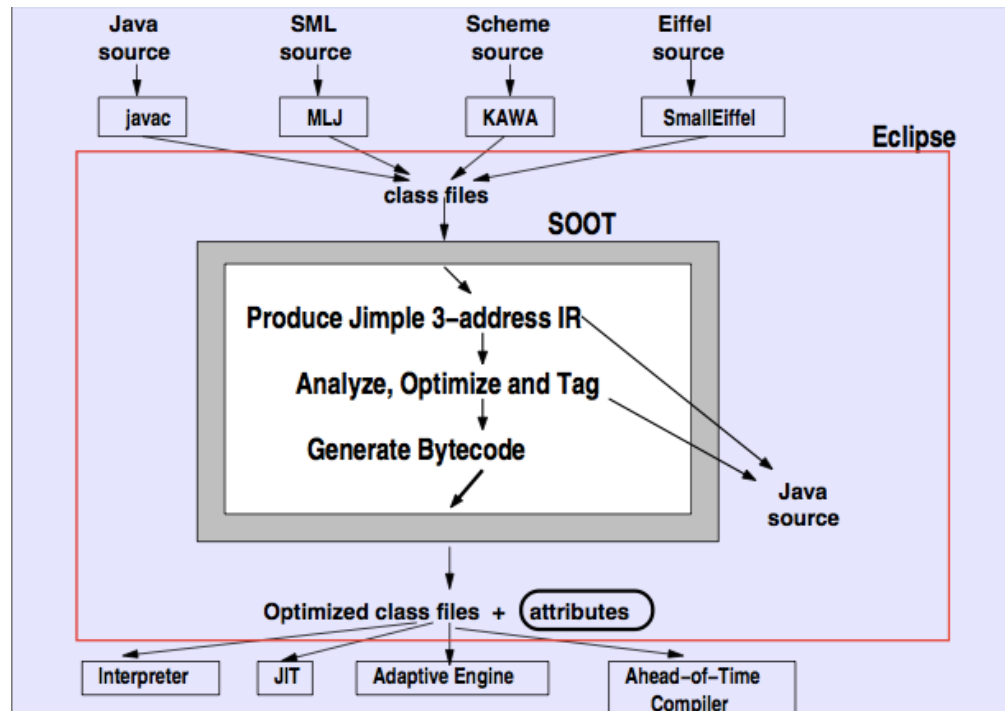 Java
source
SML
source
Scheme
source
Eiffel
source
javac
MLJ
KAWA
SmallEiffel
Eclipse
class files
SOOT
Produce Jimple 3-address IR
Analyze, Optimize and Tag
Generate Bytecode
Java
source
Optimized class files + attributes
Interpreter
JIT
Adaptive Engine
Ahead-of-Time
Compiler